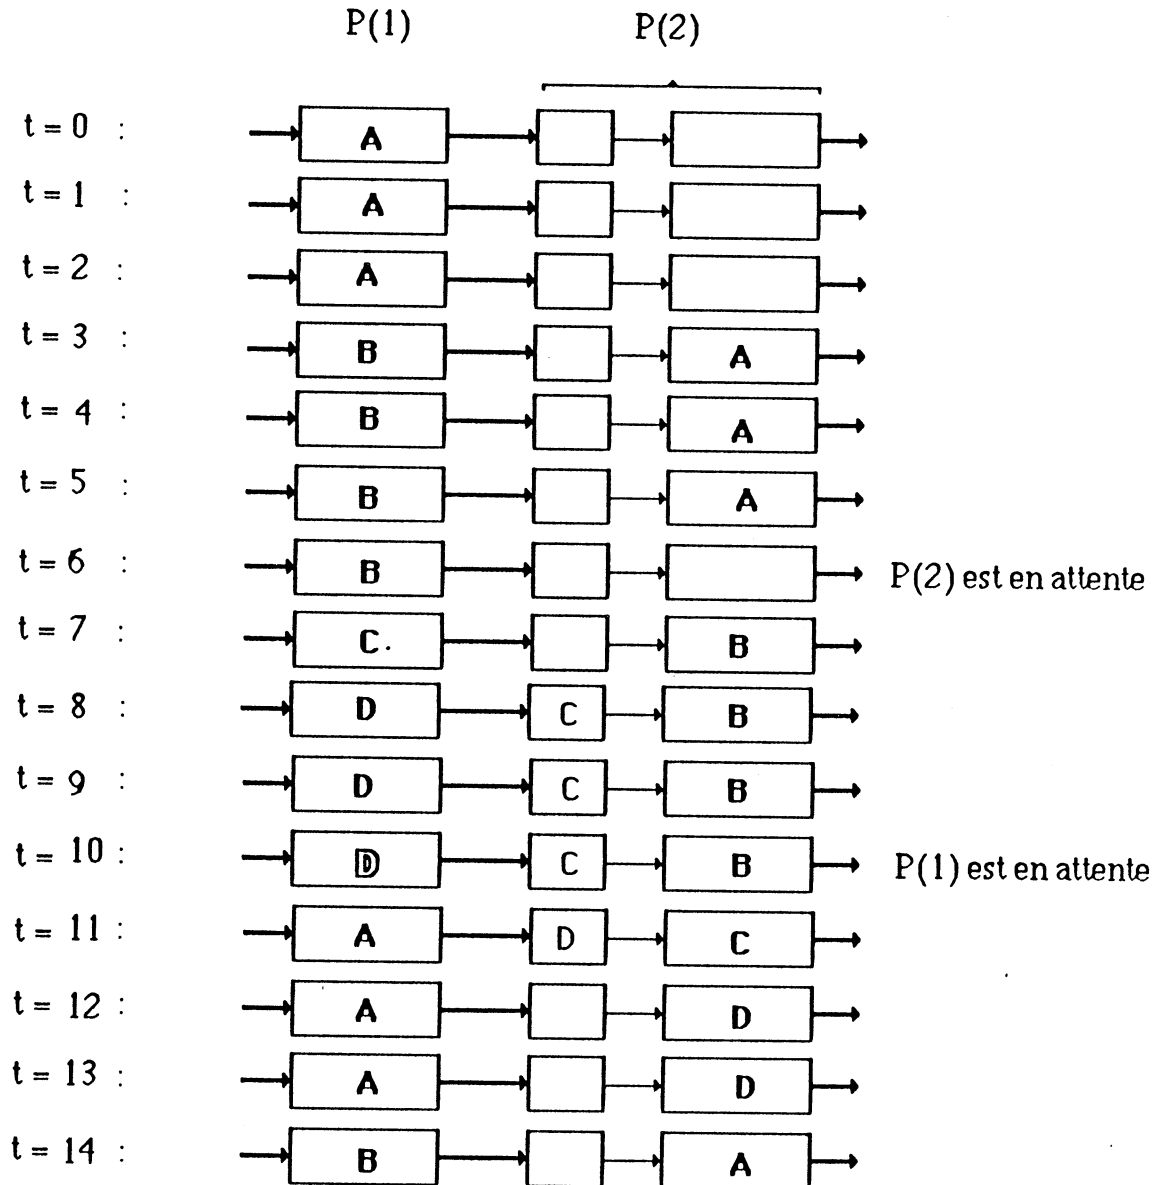 P(1) P(2)
t = 0 : A
t = 1 : A
t = 2 : A
t = 3 : B A
t = 4 : B A
t = 5 : B A
t = 6 : B P(2) est en attente
t = 7 : C. B
t = 8 : D C B
t = 9 : D C B
t = 10 : D C B P(1) est en attente
t = 11 : A D C
t = 12 : A D
t = 13 : A D
t = 14 : B A